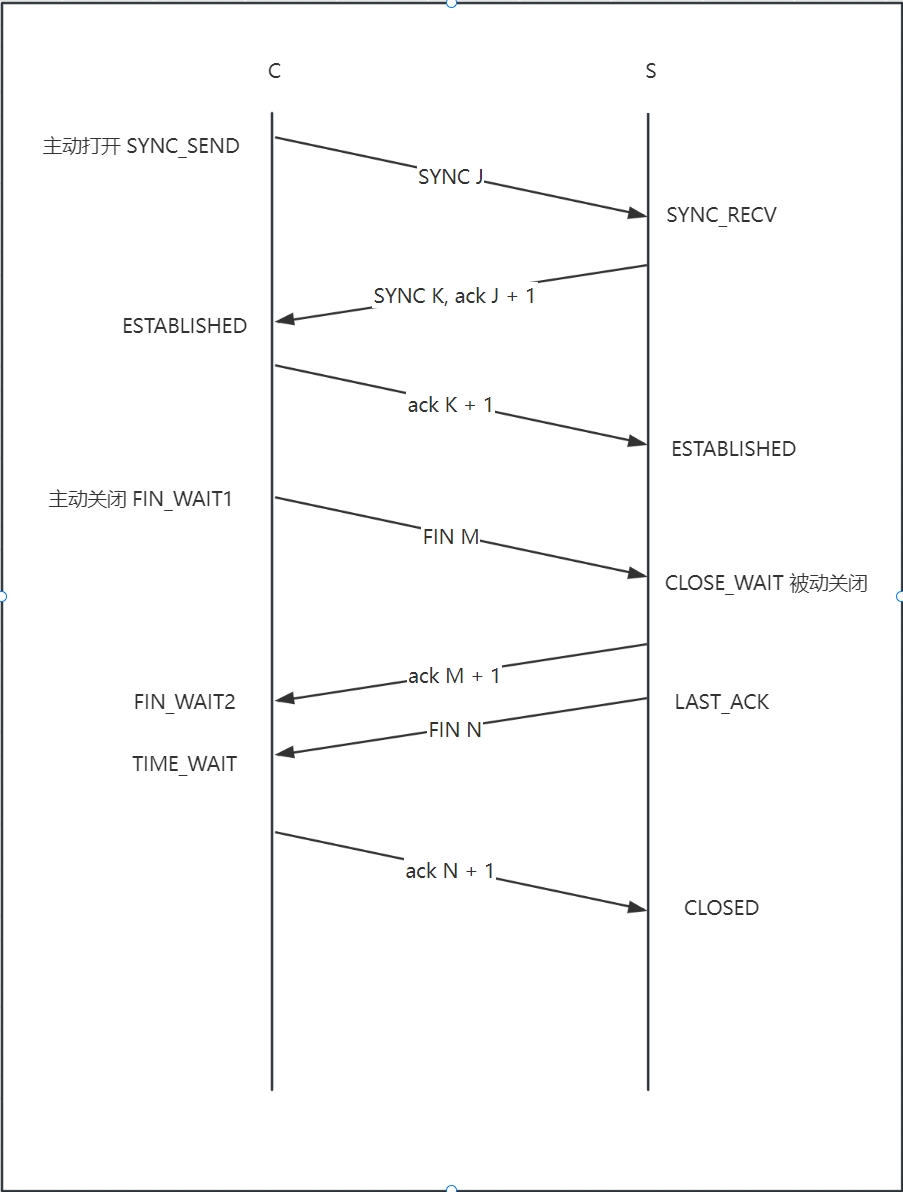 C
S
主动打开 SYNC_SEND
SYNC J
SYNC_RECV
SYNC K, ack J + 1
ESTABLISHED
ack K + 1
ESTABLISHED
主动关闭 FIN_WAIT1
FIN M
CLOSE_WAIT 被动关闭
ack M + 1
FIN_WAIT2
LAST_ACK
FIN N
TIME_WAIT
ack N + 1
CLOSED